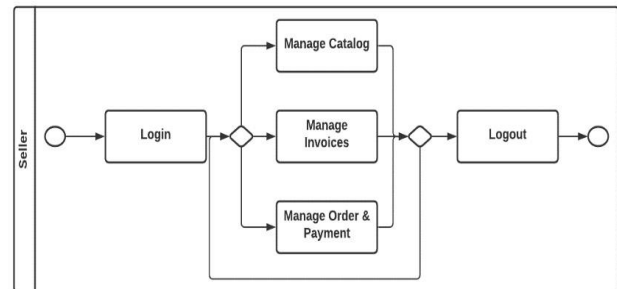 Seller
Login
Manage Catalog
Manage
Invoices
Manage Order &
Payment
Logout